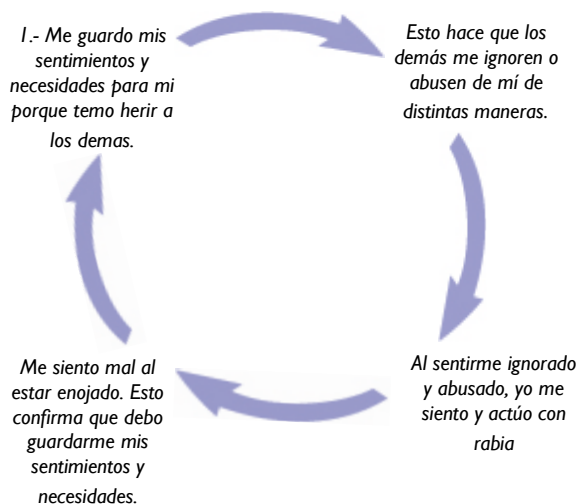 1.- Me guardo mis
sentimientos y
necesidades para mi
porque temo herir a
los demas.
Esto hace que los
demás me ignoren o
abusen de mí de
distintas maneras.
Al sentirme ignorado
y abusado, yo me
siento y actúo con
rabia
Me siento mal al
estar enojado. Esto
confirma que debo
guardarme mis
sentimientos y
necesidades.